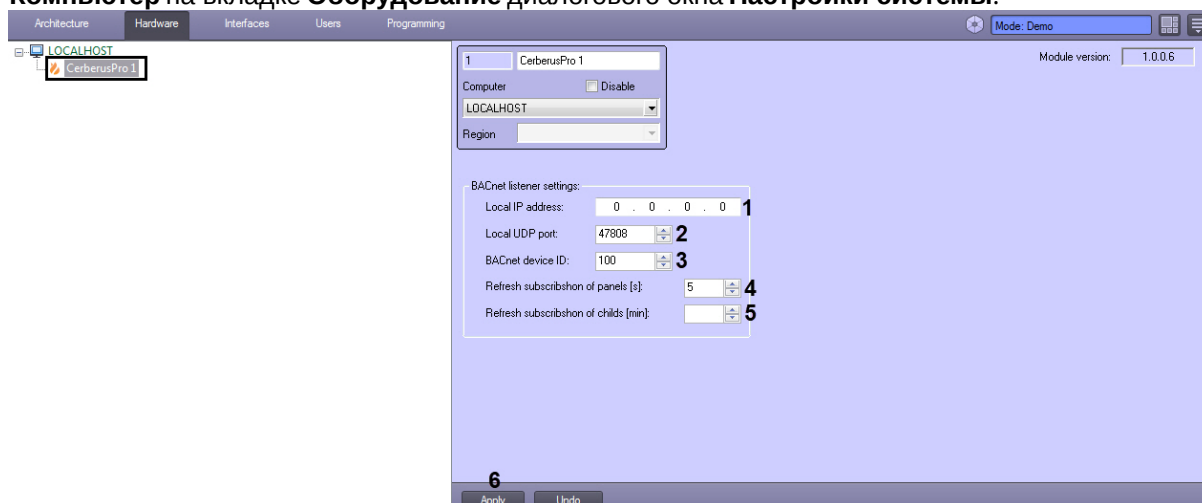 Компьютер на вкладке Оборудование диалогового окна Настройки системы.
Architecture Hardware Interfaces Users Programming Mode: Demo
LOCALHOST
CerberusPro 1
1 CerberusPro 1 Module version: 1.0.0.6
Computer Disable
LOCALHOST
Region
BACnet listener settings:
Local IP address: 0 . 0 . 0 . 0 1
Local UDP port: 47808 2
BACnet device ID: 100 3
Refresh subscribshon of panels [s]: 5 4
Refresh subscribshon of childs [min]: 5
6
Apply Undo